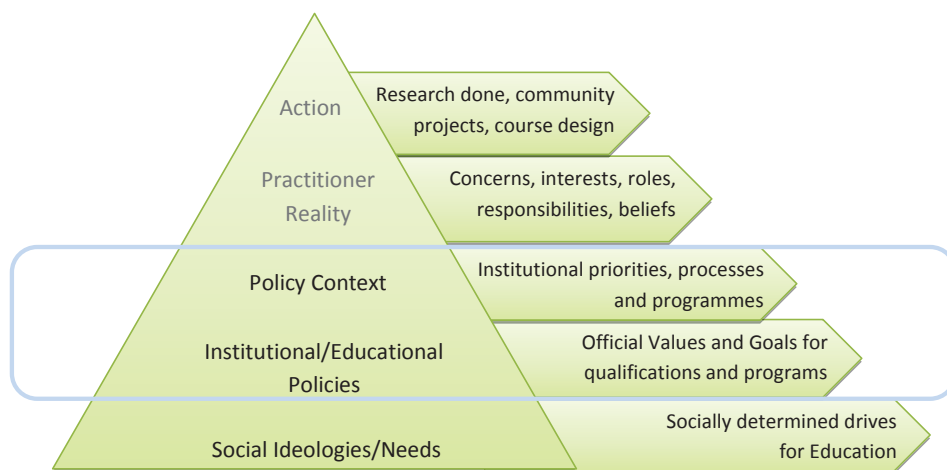 Action
Research done, community
projects, course design
Practitioner
Reality
Concerns, interests, roles,
responsibilities, beliefs
Policy Context
Institutional priorities, processes
and programmes
Institutional/Educational
Policies
Official Values and Goals for
qualifications and programs
Social Ideologies/Needs
Socially determined drives
for Education